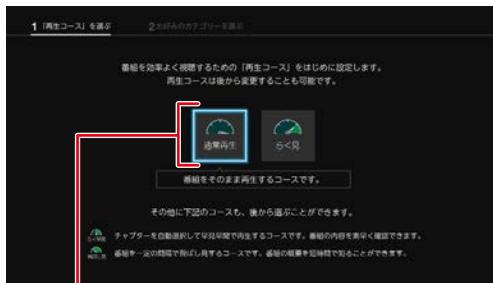 1「再生コース」を選ぶ
2 お好みのカテゴリーを選ぶ
番組を効率よく視聴するための「再生コース」をはじめに設定します。
再生コースは後から変更することも可能です。
通常再生
らく見
番組をそのまま再生するコースです。
その他に下記のコースも、後から選ぶことができます。
チャプターを自動選択して早見早聞で再生するコースです。番組の内容を素早く確認できます。
番組を一定の間隔で飛ばし見するコースです。番組の概要を短時間で知ることができます。